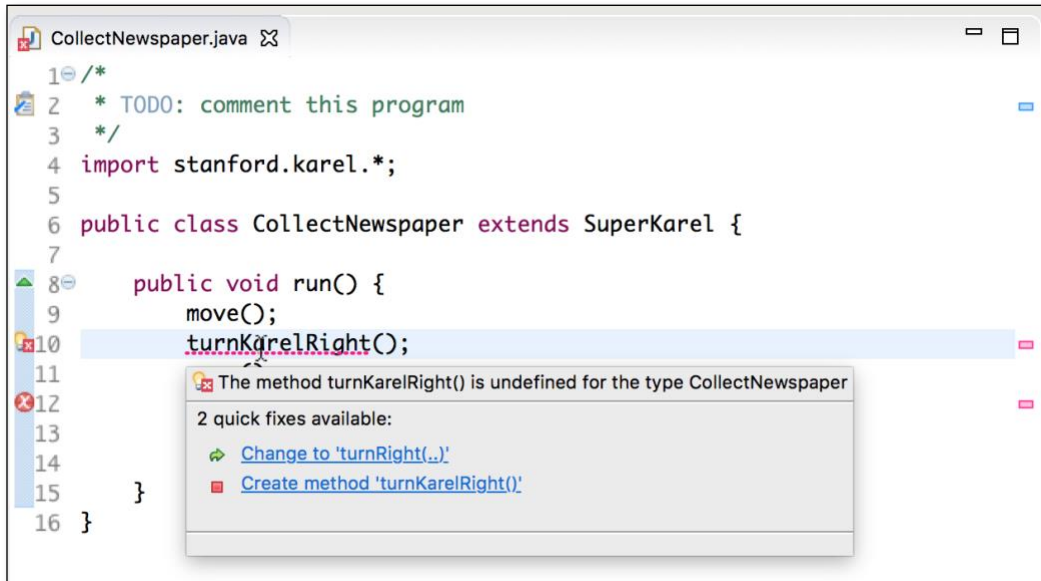 CollectNewspaper.java
1 /*
2 * TODO: comment this program
3 */
4 import stanford.karel.*;
5
6 public class CollectNewspaper extends SuperKarel {
7
8 public void run() {
9 move();
10 turnKarelRight();
11
The method turnKarelRight() is undefined for the type CollectNewspaper
12
2 quick fixes available:
13
Change to 'turnRight(..)'
14
Create method 'turnKarelRight()'
15 }
16 }